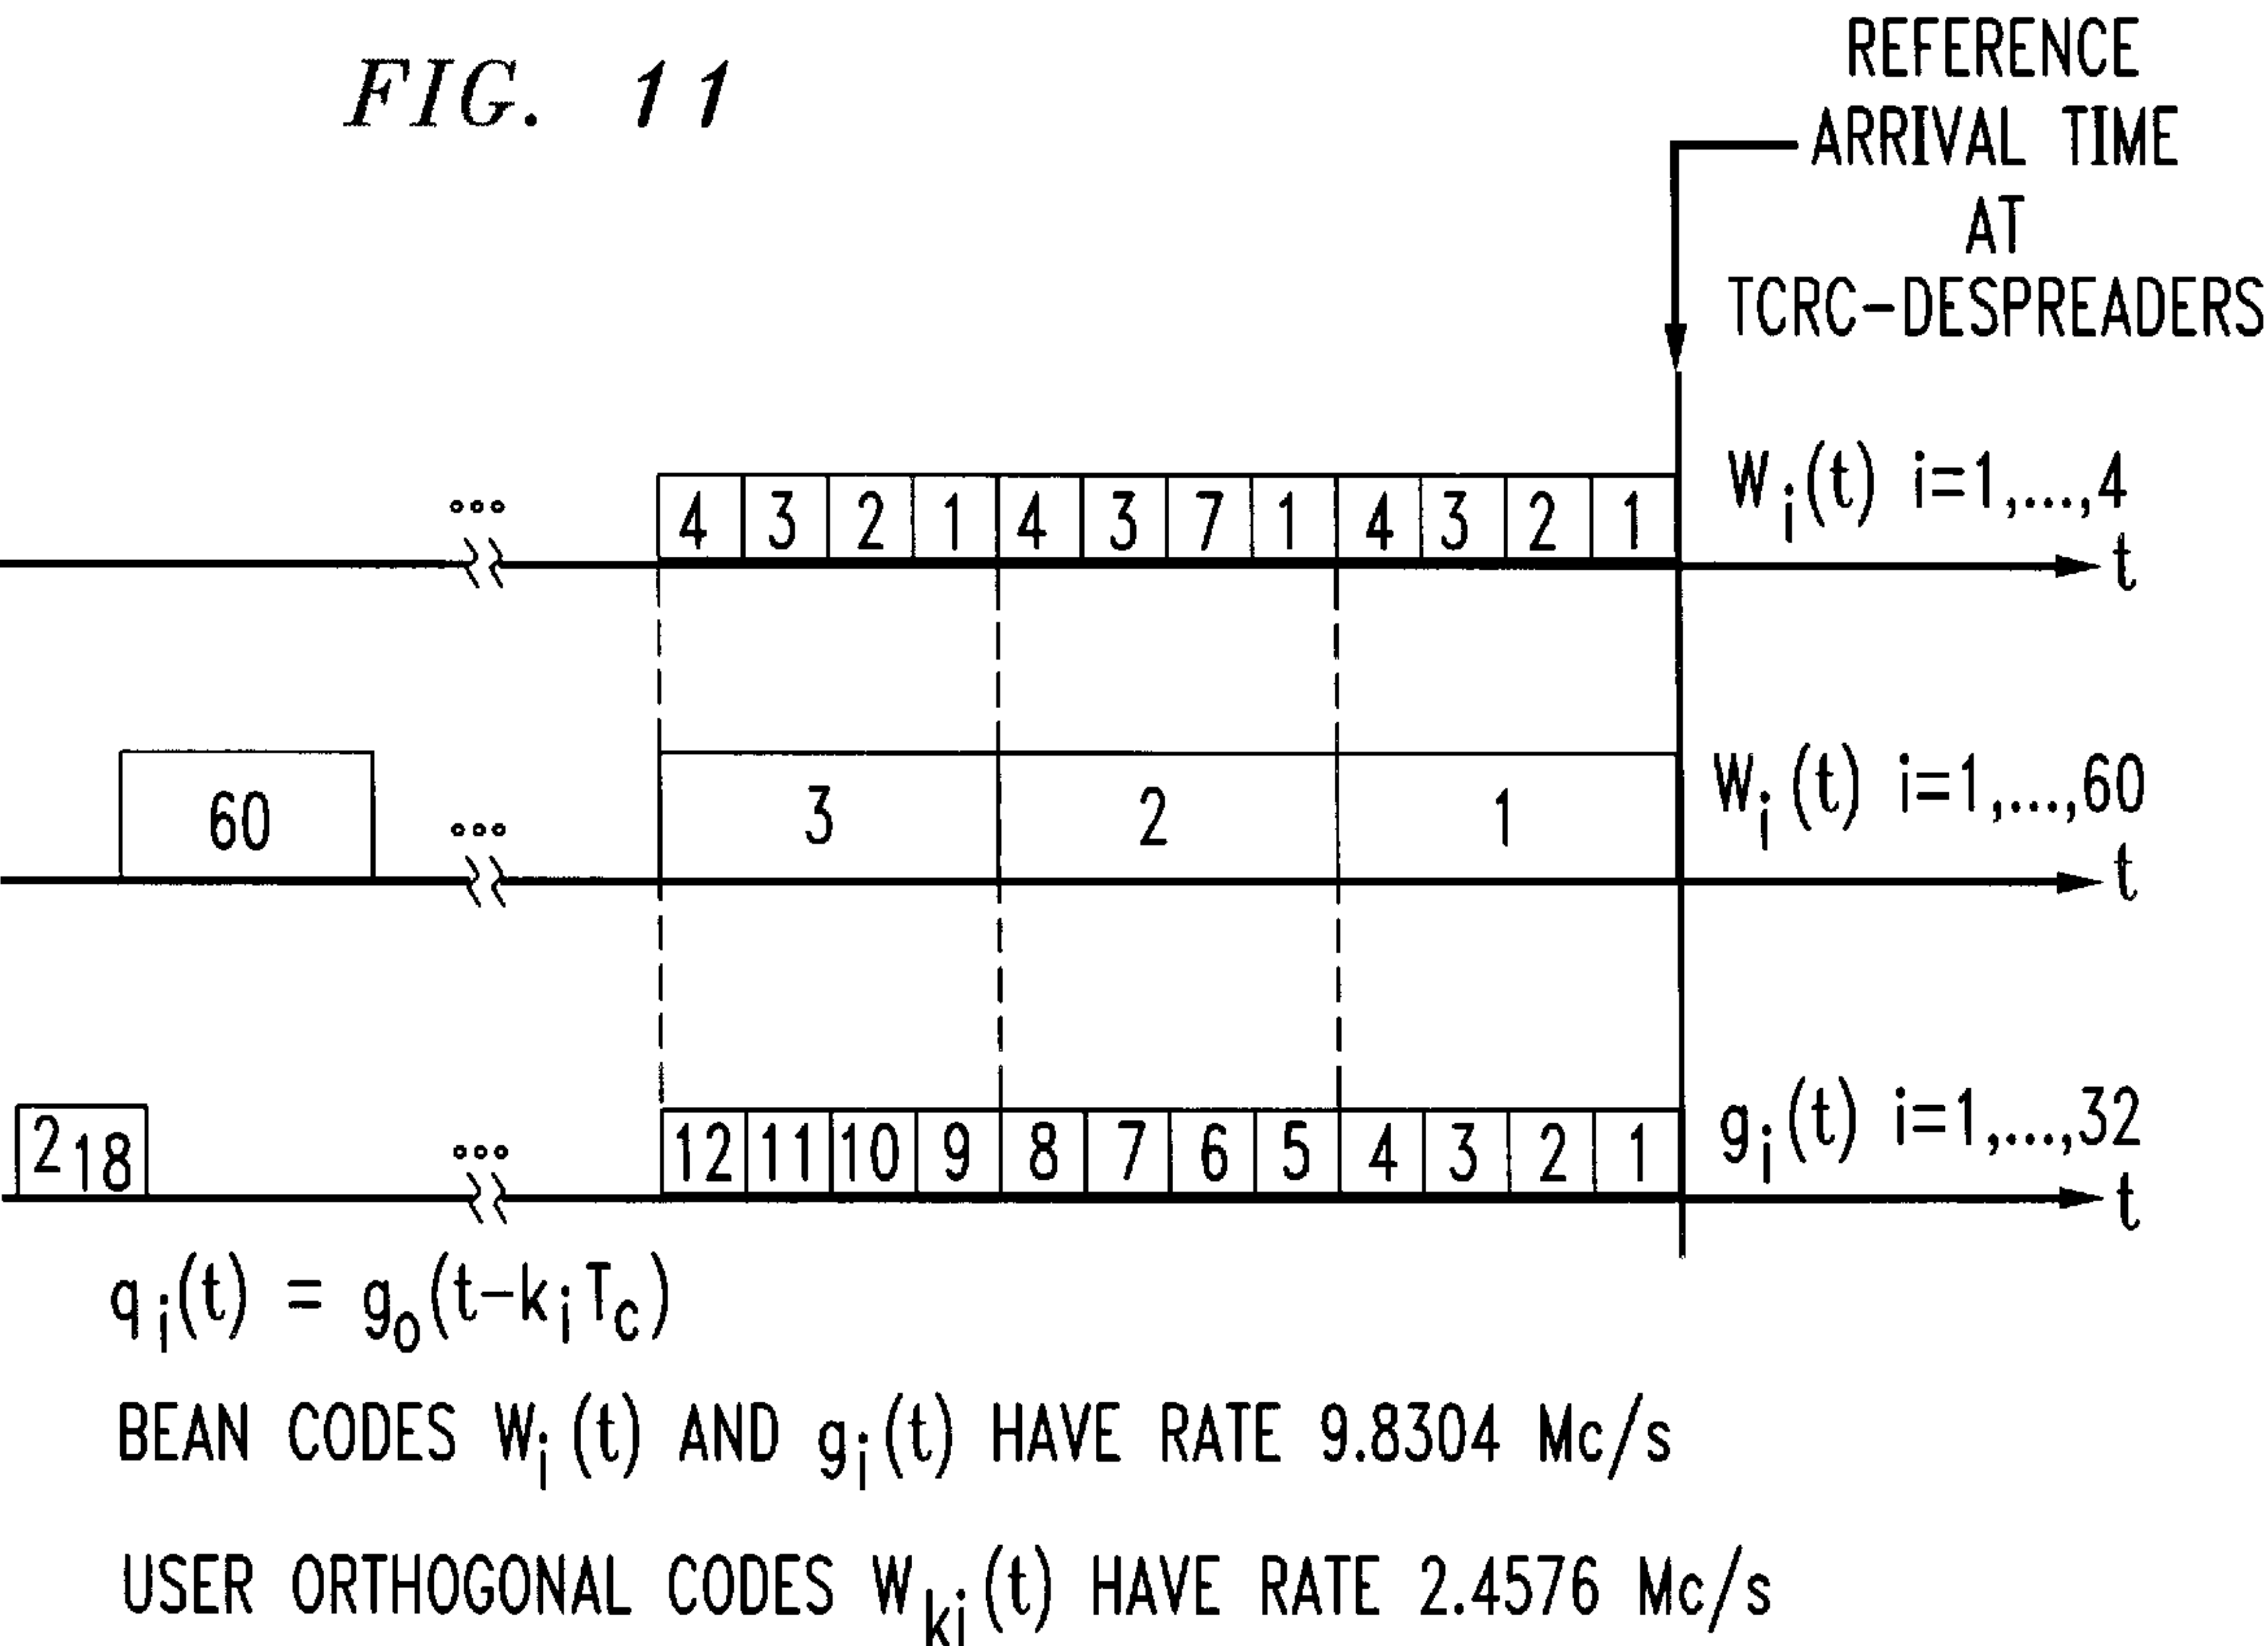 FIG. 11
REFERENCE
ARRIVAL TIME
AT
TCRC-DESPREADERS
... 4 3 2 1 4 3 7 1 4 3 2 1
W_i(t) i=1,...,4
t
60 ... 3 2 1
W_i(t) i=1,...,60
t
218 ... 12 11 10 9 8 7 6 5 4 3 2 1
g_i(t) i=1,...,32
t
q_i(t) = g_o(t-k_iT_c)
BEAN CODES W_i(t) AND g_i(t) HAVE RATE 9.8304 Mc/s
USER ORTHOGONAL CODES W_ki(t) HAVE RATE 2.4576 Mc/s